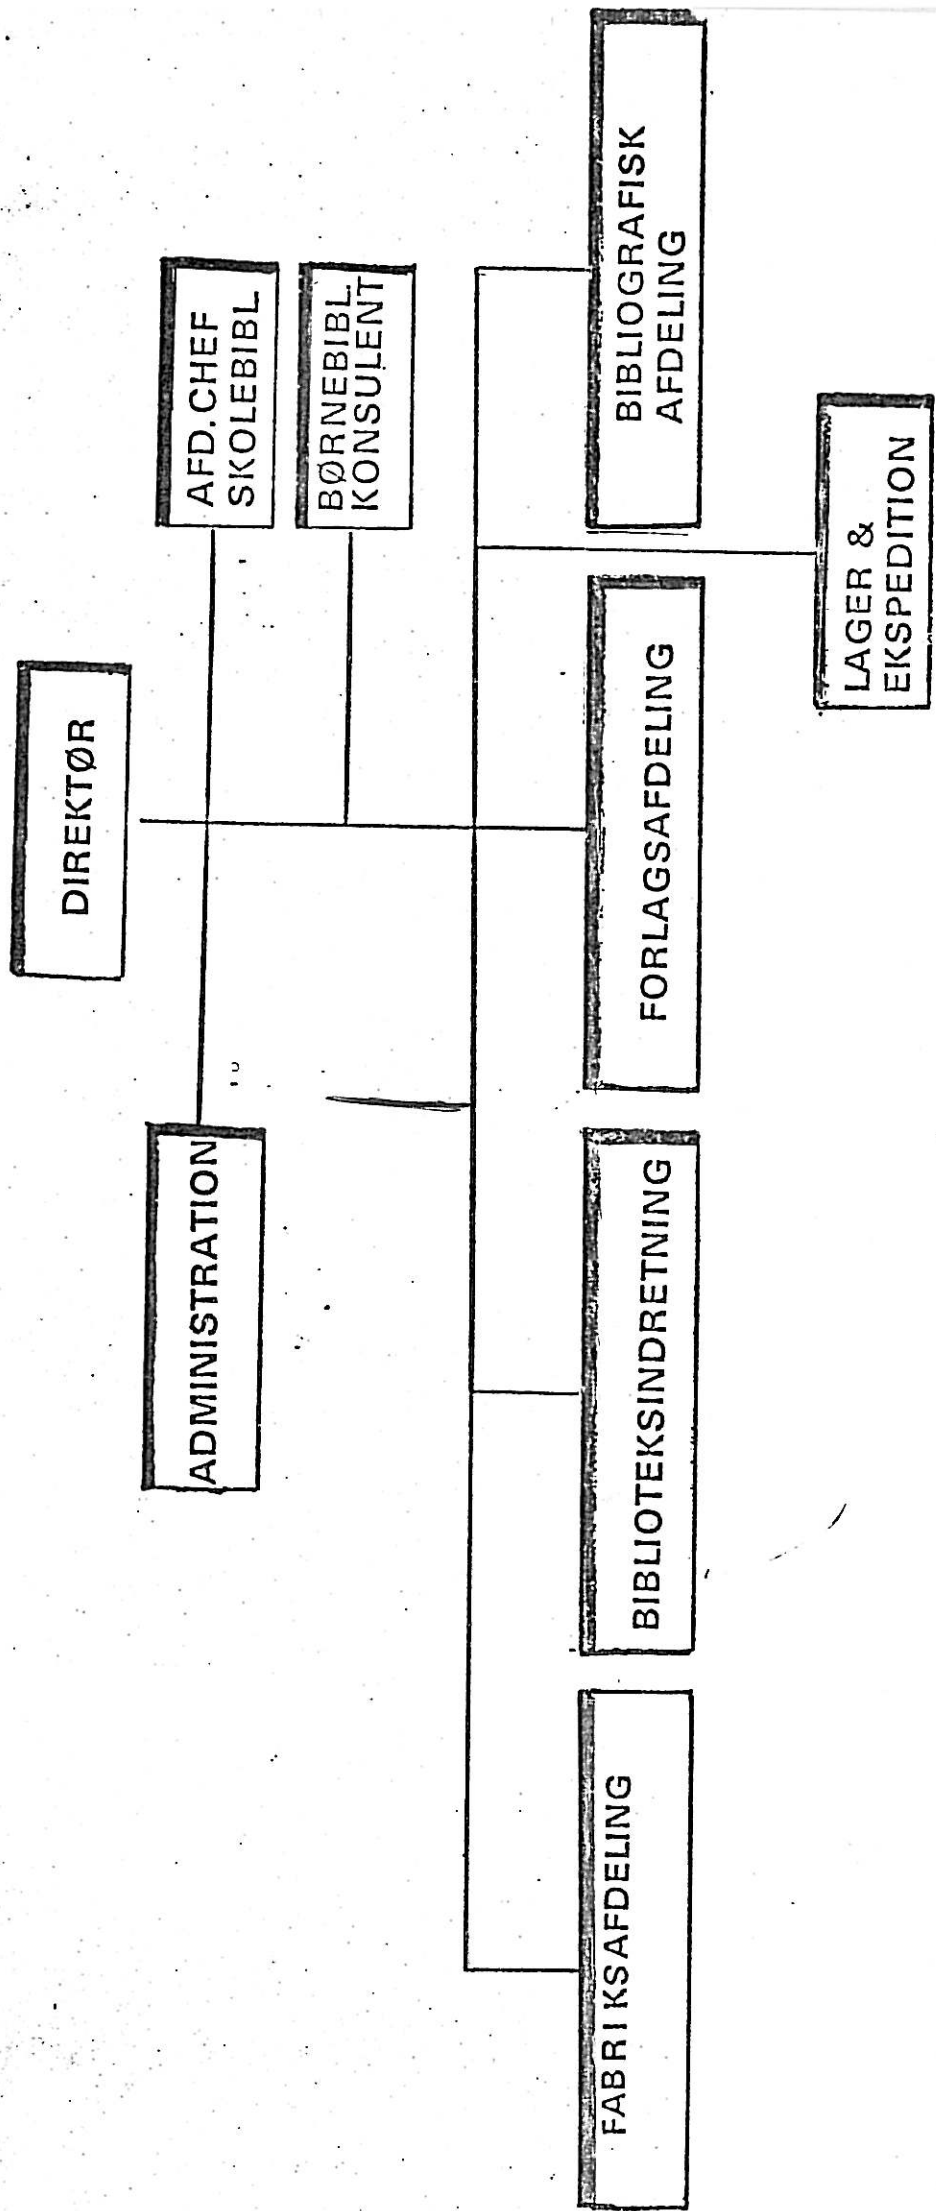 DIREKTØR
ADMINISTRATION
AFD. CHEF
SKOLEBIBL.
BØRNEBIBL.
KONSULENT
FABRIKSAFDELING
BIBLIOTEKSINDRETNING
FORLAGSAFDELING
BIBLIOGRAFISK
AFDELING
LAGER &
EKSPEDITION